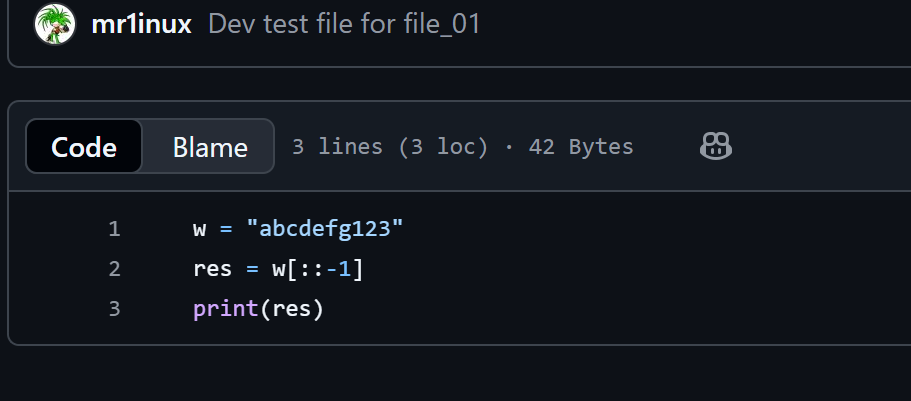 mr1inux Dev test file for file_01
Code Blame 3 lines (3 loc) · 42 Bytes
1 w = "abcdefg123"
2 res = w[::-1]
3 print(res)